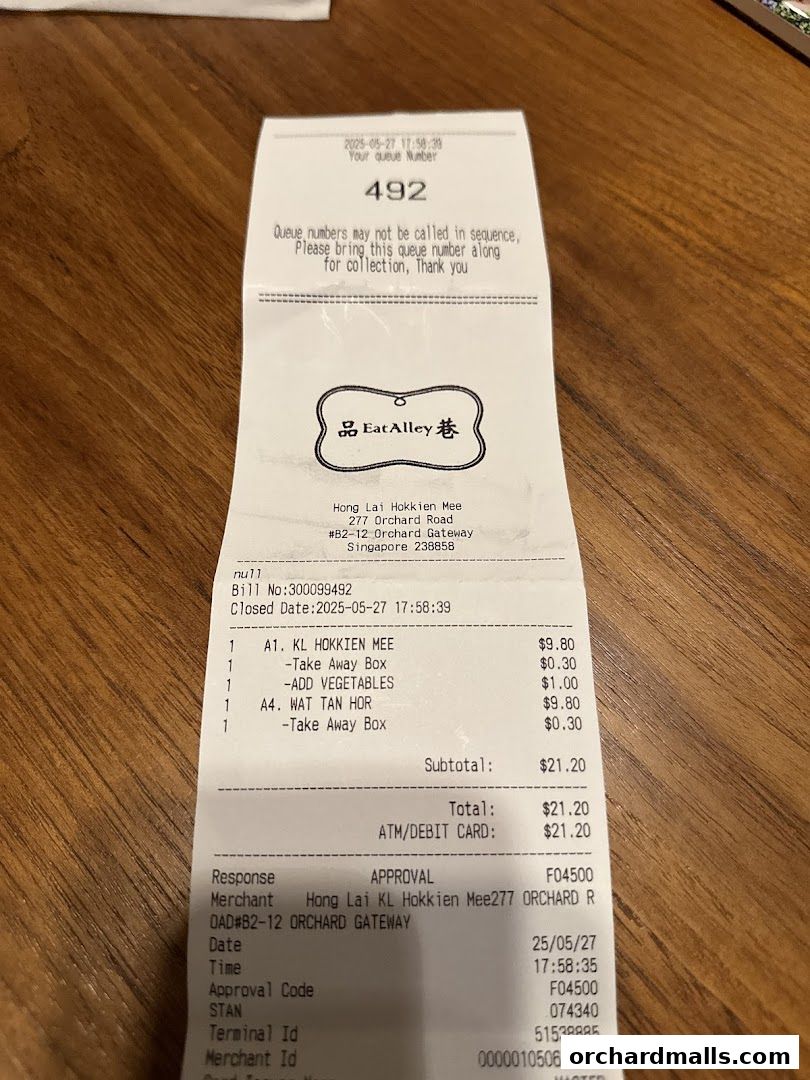 2025-05-27 17:58:39
Your queue Number
492
Queue numbers may not be called in sequence,
Please bring this queue number along
for collection, Thank you
品 EatAlley 巷
Hong Lai Hokkien Mee
277 Orchard Road
#B2-12 Orchard Gateway
Singapore 238858
null
Bill No:300099492
Closed Date:2025-05-27 17:58:39
1 A1. KL HOKKIEN MEE $9.80
1 -Take Away Box $0.30
1 -ADD VEGETABLES $1.00
1 A4. WAT TAN HOR $9.80
1 -Take Away Box $0.30
Subtotal: $21.20
Total: $21.20
ATM/DEBIT CARD: $21.20
Response APPROVAL F04500
Merchant Hong Lai KL Hokkien Mee277 ORCHARD R
OAD#B2-12 ORCHARD GATEWAY
Date 25/05/27
Time 17:58:35
Approval Code F04500
STAN 074340
Terminal Id
Merchant Id
orchardmalls.com